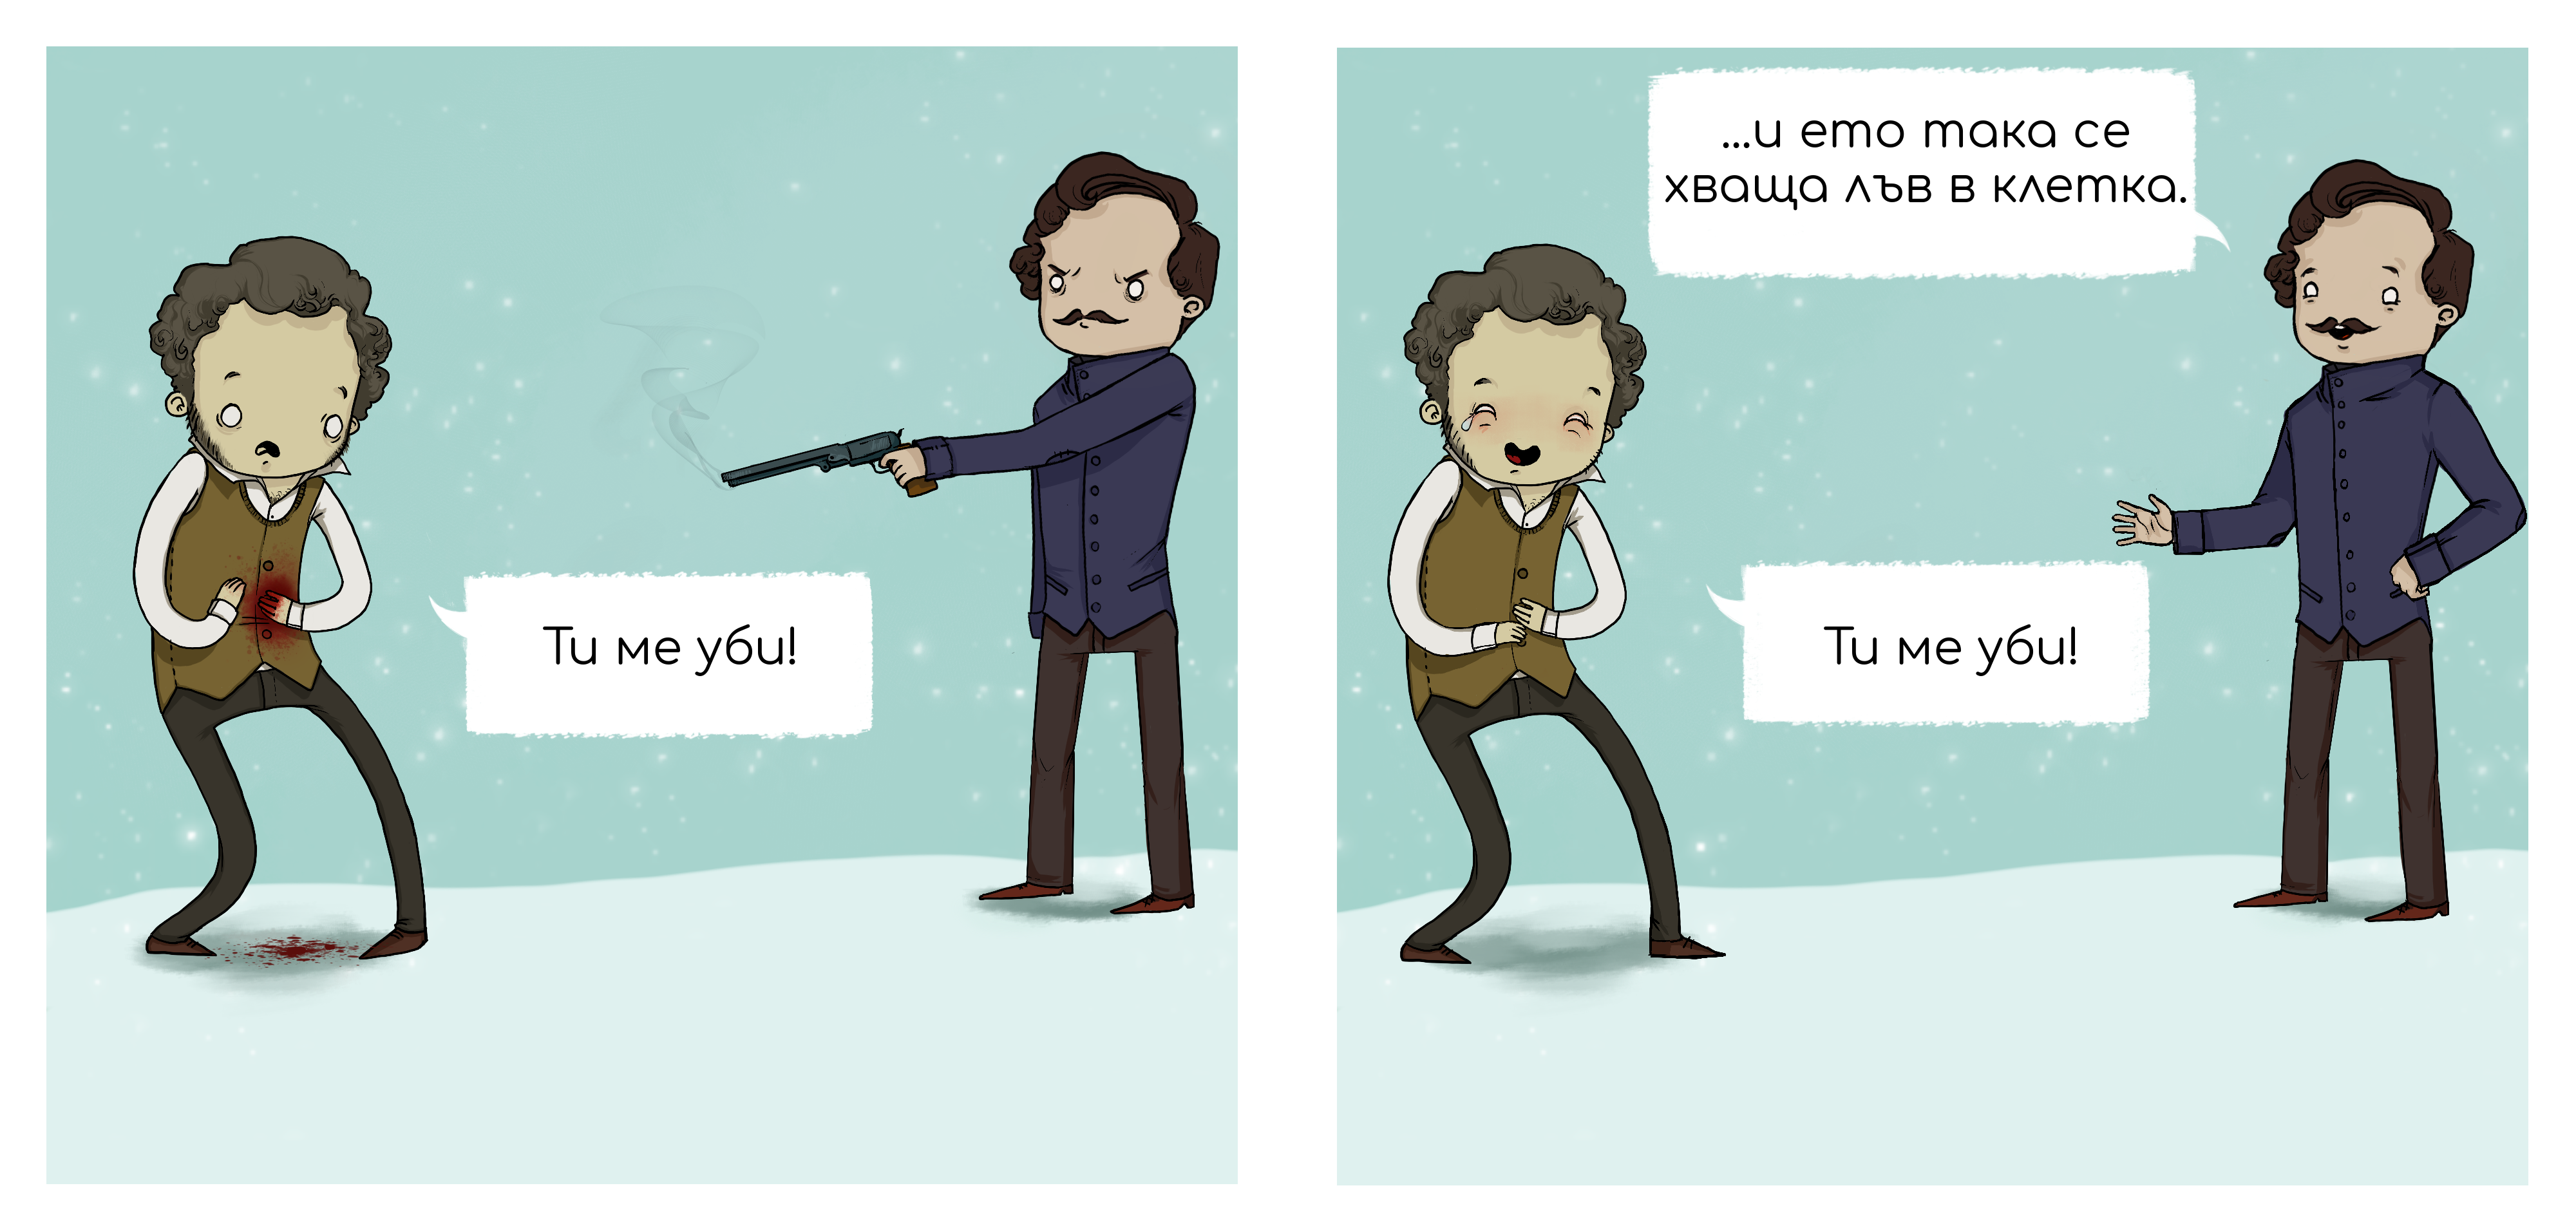 Ти ме уби!
...и ето така се
хваща лъв в клетка.
Ти ме уби!